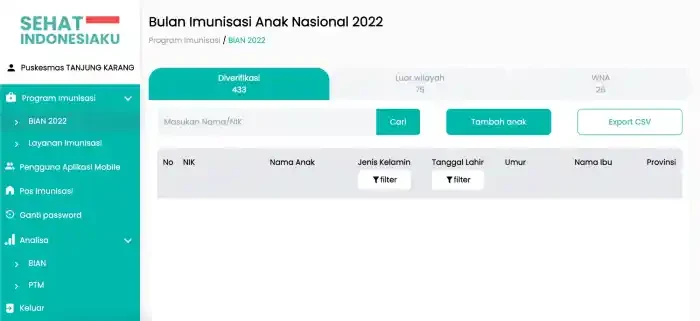 SEHAT
INDONESIAKU
Puskesmas TANJUNG KARANG
Program Imunisasi
BIAN 2022
Layanan Imunisasi
Pengguna Aplikasi Mobile
Pos Imunisasi
Ganti password
Analisa
BIAN
PTM
Keluar
Bulan Imunisasi Anak Nasional 2022
Program Imunisasi / BIAN 2022
Diverifikasi
433
Luar wilayah
75
WNA
26
Masukan Nama/NIK
Cari
Tambah anak
Export CSV
No NIK Nama Anak Jenis Kelamin Tanggal Lahir Umur Nama Ibu Provinsi
filter filter